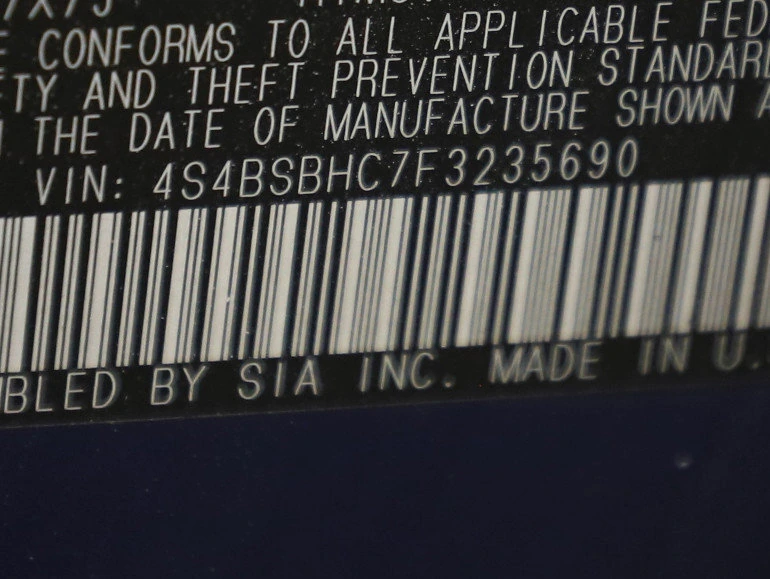 CONFORMS TO ALL APPLICABLE FED
TY AND THEFT PREVENTION STANDARD
THE DATE OF MANUFACTURE SHOWN A
VIN: 4S4BSBHC7F3235690
BLED BY SIA INC. MADE IN U.